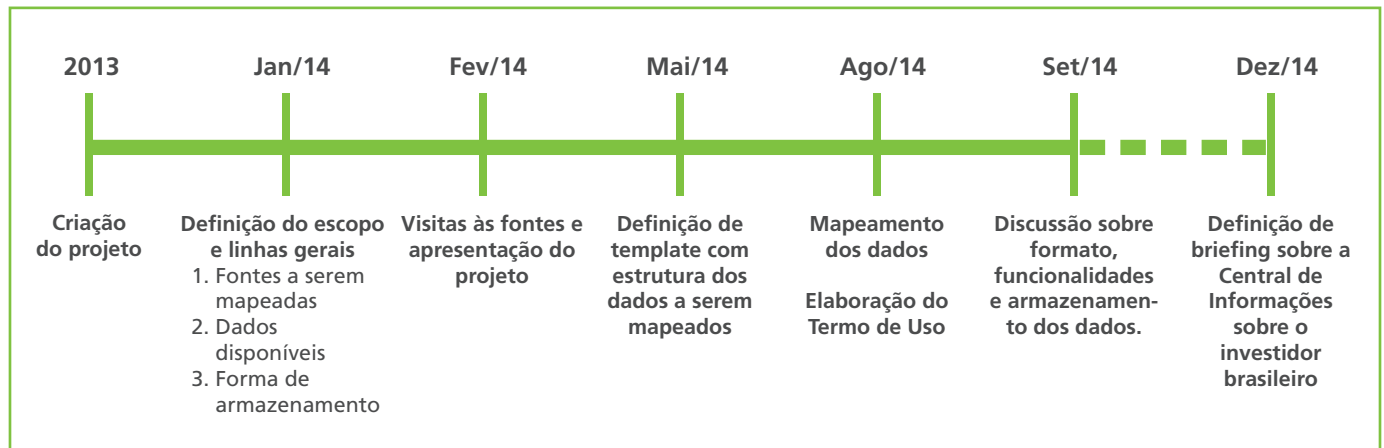 2013
Jan/14
Fev/14
Mai/14
Ago/14
Set/14
Dez/14
Criação
do projeto
Definição do escopo
e linhas gerais
1. Fontes a serem
mapeadas
2. Dados
disponíveis
3. Forma de
armazenamento
Visitas às fontes e
apresentação do
projeto
Definição de
template com
estrutura dos
dados a serem
mapeados
Mapeamento
dos dados
Elaboração do
Termo de Uso
Discussão sobre
formato,
funcionalidades
e armazenamen-
to dos dados.
Definição de
briefing sobre a
Central de
Informações
sobre o
investidor
brasileiro